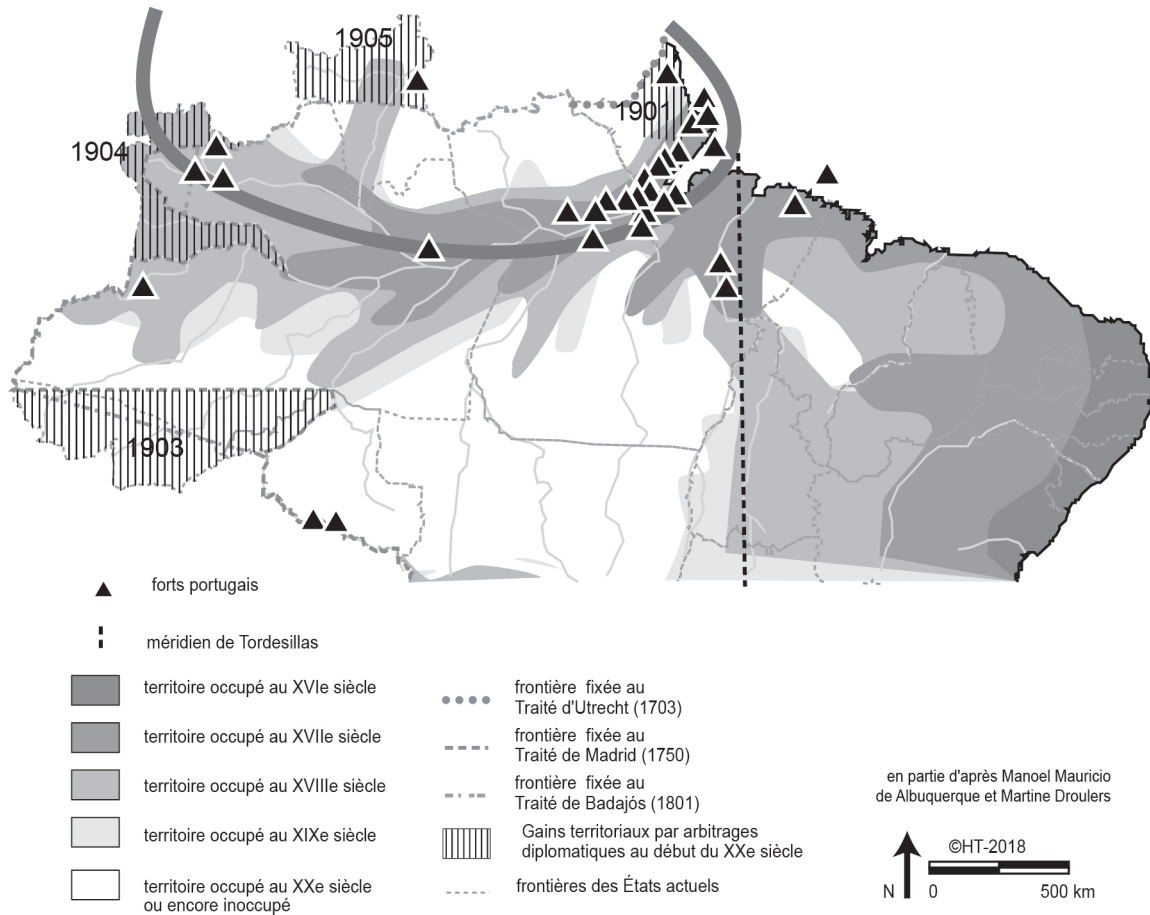 1905
1901
1904
1903
forts portugais
méridien de Tordesillas
territoire occupé au XVIe siècle
territoire occupé au XVIIe siècle
territoire occupé au XVIIIe siècle
territoire occupé au XIXe siècle
territoire occupé au XXe siècle
ou encore inoccupé
frontière fixée au
Traité d'Utrecht (1703)
frontière fixée au
Traité de Madrid (1750)
frontière fixée au
Traité de Badajós (1801)
Gains territoriaux par arbitrages
diplomatiques au début du XXe siècle
frontières des États actuels
en partie d'après Manoel Mauricio
de Albuquerque et Martine Droulers
©HT-2018
N 0 500 km